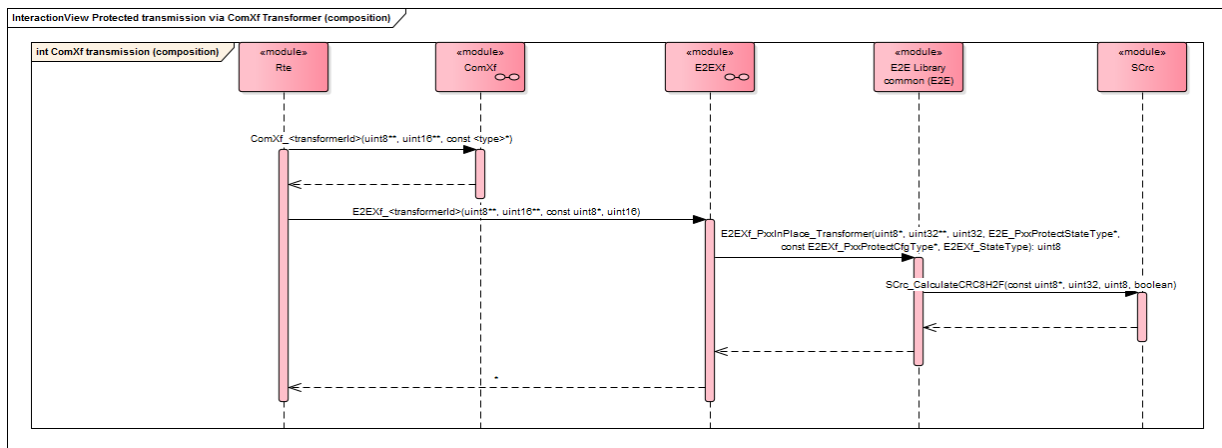 InteractionView Protected transmission via ComXf Transformer (composition)
int ComXf transmission (composition)
«module»
Rte
«module»
ComXf
«module»
E2EXf
«module»
E2E Library
common (E2E)
«module»
SCrc
ComXf_<transformerId>(uint8**, uint16**, const <type>*)
E2EXf_<transformerId>(uint8**, uint16**, const uint8*, uint16)
E2EXf_PxxInPlace_Transformer(uint8*, uint32**, uint32, E2E_PxxProtectStateType*,
const E2EXf_PxxProtectCfgType*, E2EXf_StateType): uint8
SCrc_CalculateCRC8H2F(const uint8*, uint32, uint8, boolean)
*